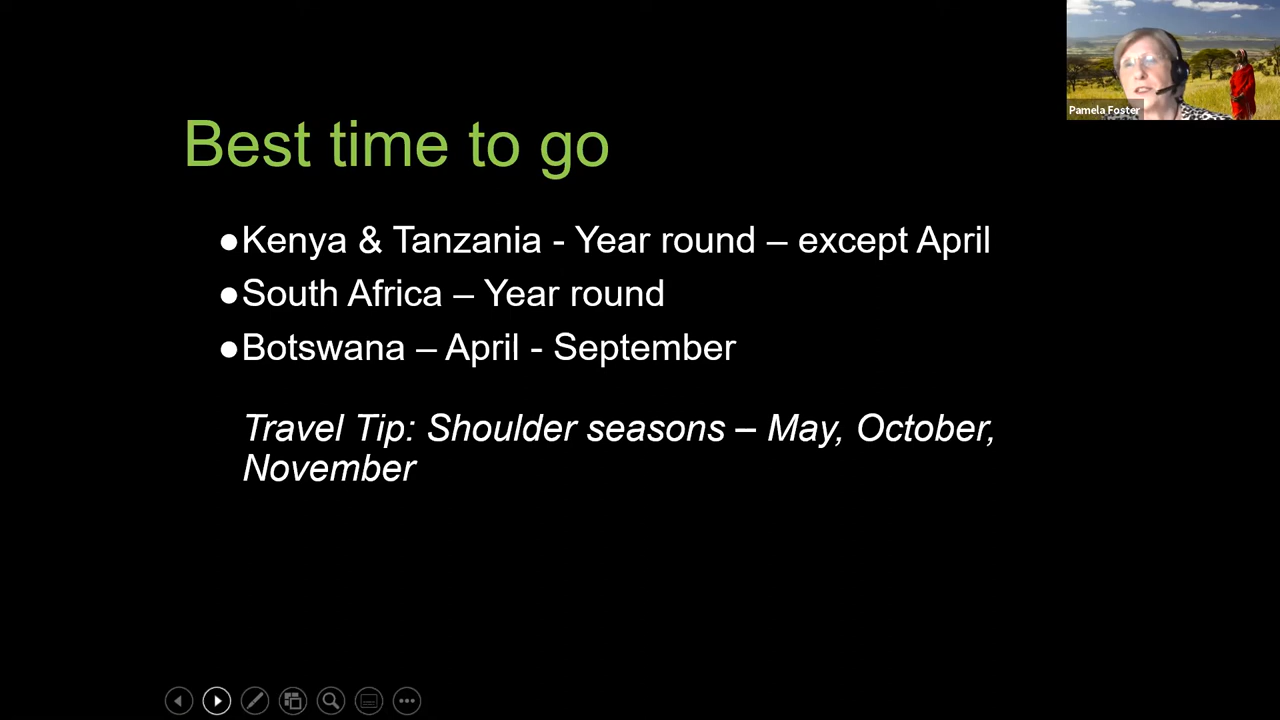 Pamela Foster
Best time to go
●Kenya & Tanzania - Year round – except April
●South Africa – Year round
●Botswana – April - September
Travel Tip: Shoulder seasons – May, October,
November